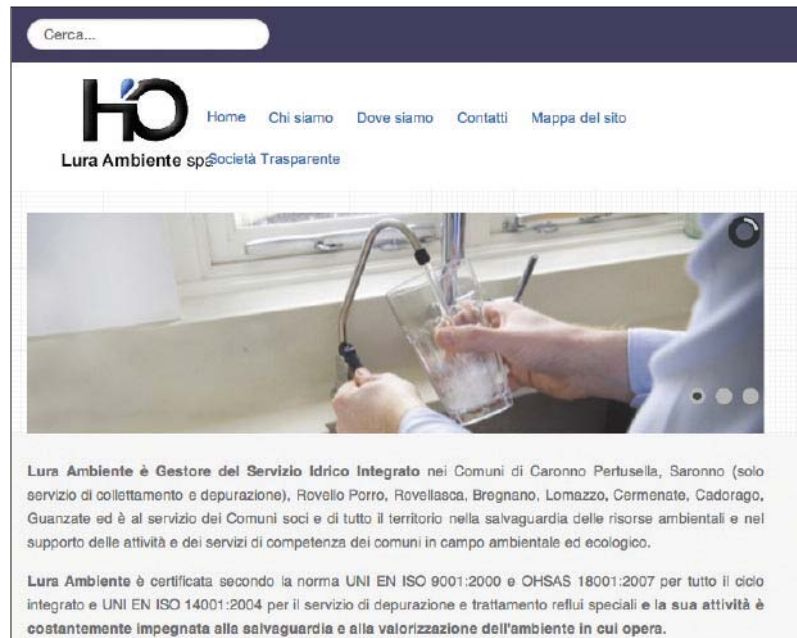 Cerca...
H2O
Home Chi siamo Dove siamo Contatti Mappa del sito
Lura Ambiente spa Società Trasparente
Lura Ambiente è Gestore del Servizio Idrico Integrato nei Comuni di Caronno Pertusella, Saronno (solo
servizio di collettamento e depurazione), Rovello Porro, Rovellasca, Bregnano, Lomazzo, Cermenate, Cadorago,
Guanzate ed è al servizio dei Comuni soci e di tutto il territorio nella salvaguardia delle risorse ambientali e nel
supporto delle attività e dei servizi di competenza dei comuni in campo ambientale ed ecologico.
Lura Ambiente è certificata secondo la norma UNI EN ISO 9001:2000 e OHSAS 18001:2007 per tutto il ciclo
integrato e UNI EN ISO 14001:2004 per il servizio di depurazione e trattamento reflui speciali e la sua attività è
costantemente impegnata alla salvaguardia e alla valorizzazione dell'ambiente in cui opera.